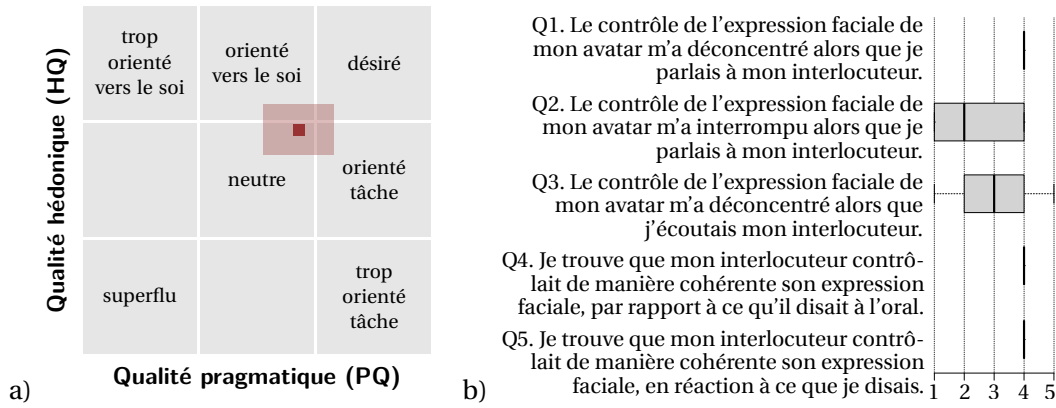 trop
orienté
vers le soi
orienté
vers le soi
désiré
neutre
orienté
tâche
superflu
trop
orienté
tâche
Qualité hédonique (HQ)
Qualité pragmatique (PQ)
a)
Q1. Le contrôle de l'expression faciale de
mon avatar m'a déconcentré alors que je
parlais à mon interlocuteur.
Q2. Le contrôle de l'expression faciale de
mon avatar m'a interrompu alors que je
parlais à mon interlocuteur.
Q3. Le contrôle de l'expression faciale de
mon avatar m'a déconcentré alors que
j'écoutais mon interlocuteur.
Q4. Je trouve que mon interlocuteur contrô-
lait de manière cohérente son expression
faciale, par rapport à ce qu'il disait à l'oral.
Q5. Je trouve que mon interlocuteur contrô-
lait de manière cohérente son expression
faciale, en réaction à ce que je disais.
1 2 3 4 5
b)